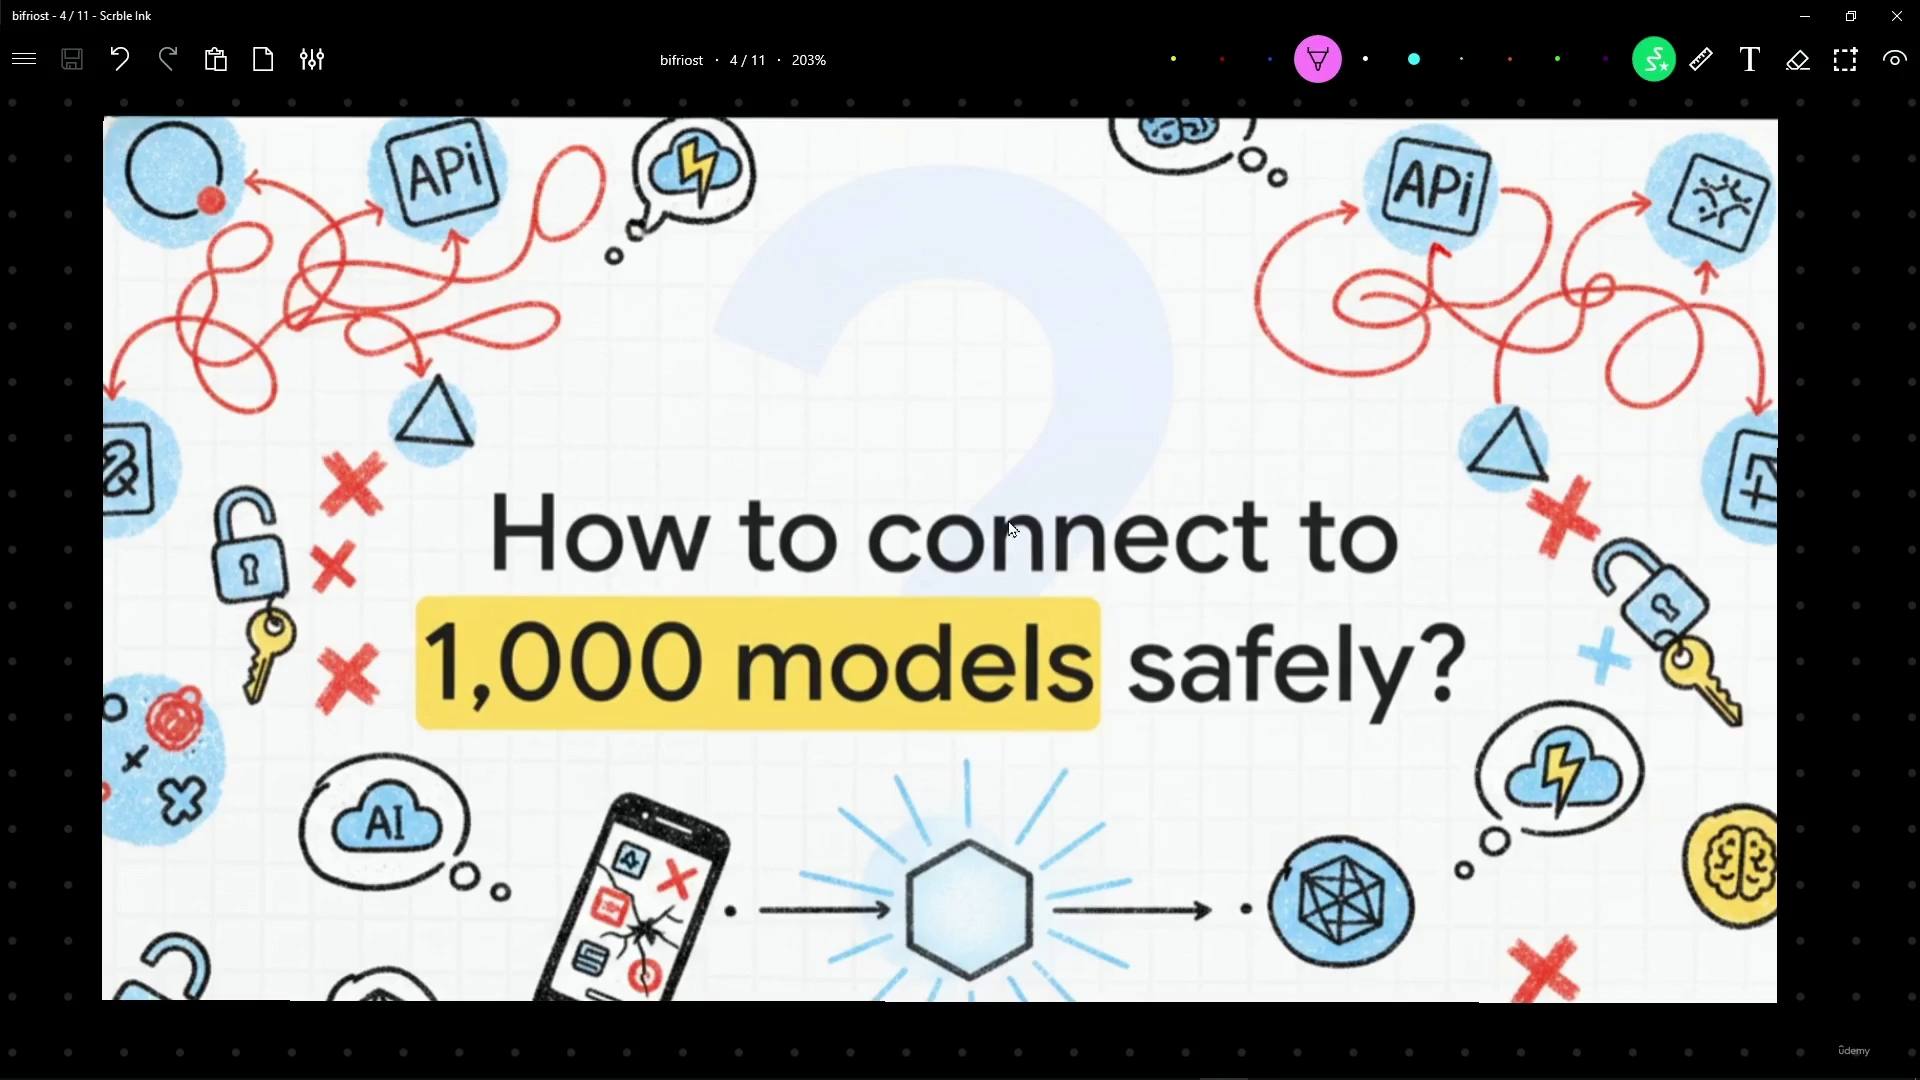 bifriost - 4 / 11 - Scrble Ink
bifriost · 4 / 11 · 203%
T
API
API
How to connect to
1,000 models safely?
AI
ûdemy